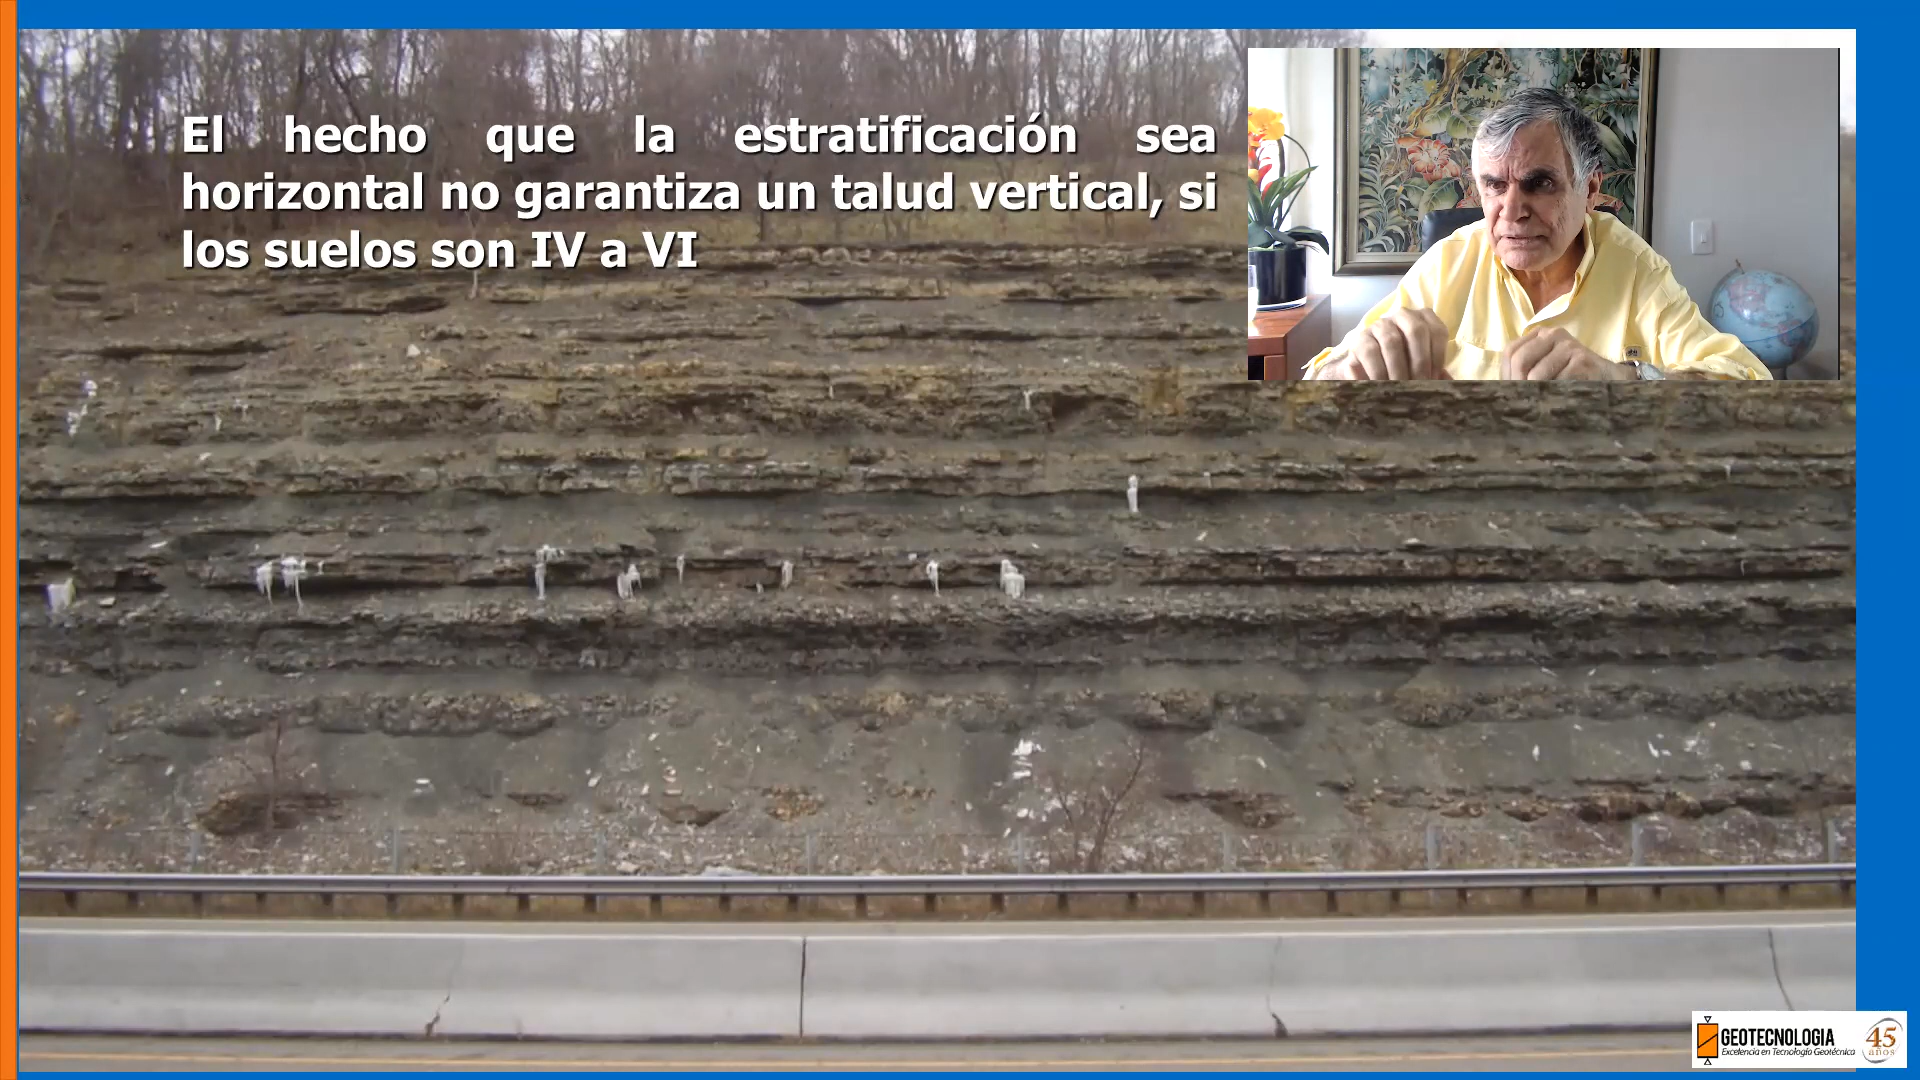 El hecho que la estratificación sea
horizontal no garantiza un talud vertical, si
los suelos son IV a VI
GEOTECNOLOGIA
Excelencia en Tecnología Geotécnica
45
años